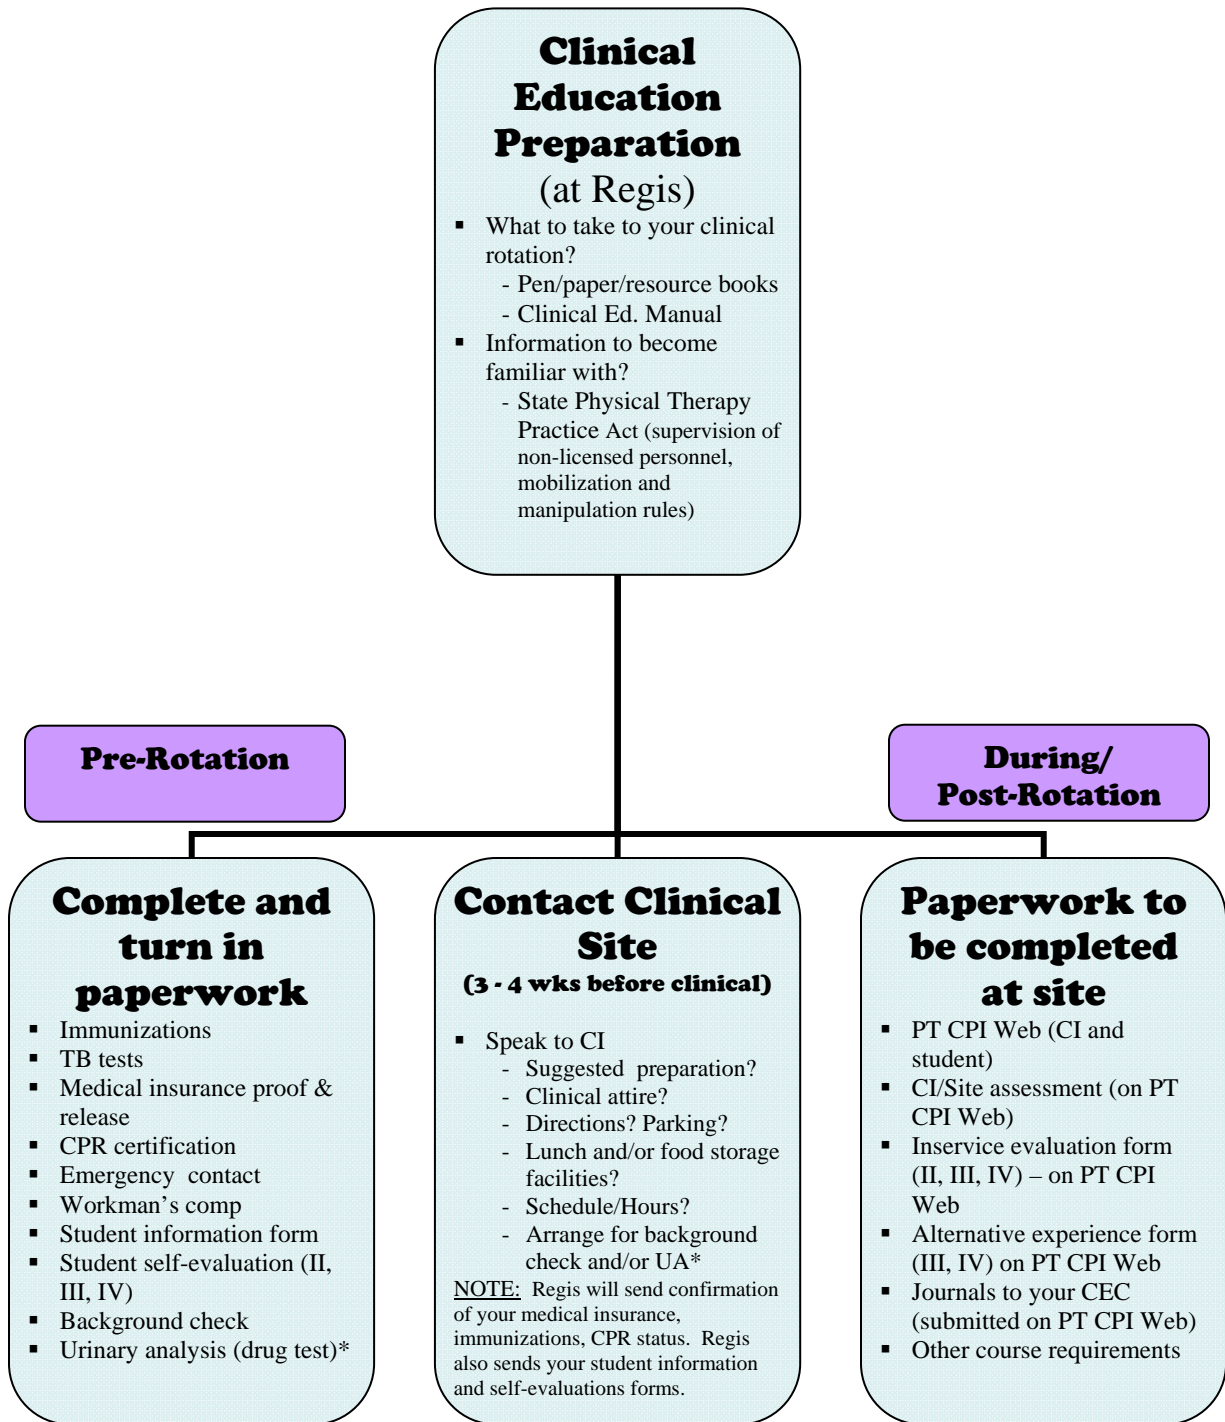 Clinical
Education
Preparation
(at Regis)
▪ What to take to your clinical
rotation?
- Pen/paper/resource books
- Clinical Ed. Manual
▪ Information to become
familiar with?
- State Physical Therapy
Practice Act (supervision of
non-licensed personnel,
mobilization and
manipulation rules)
Pre-Rotation
During/
Post-Rotation
Complete and
turn in
paperwork
▪ Immunizations
▪ TB tests
▪ Medical insurance proof &
release
▪ CPR certification
▪ Emergency contact
▪ Workman's comp
▪ Student information form
▪ Student self-evaluation (II,
III, IV)
▪ Background check
▪ Urinary analysis (drug test)*
Contact Clinical
Site
(3 - 4 wks before clinical)
▪ Speak to CI
- Suggested preparation?
- Clinical attire?
- Directions? Parking?
- Lunch and/or food storage
facilities?
- Schedule/Hours?
- Arrange for background
check and/or UA*
NOTE: Regis will send confirmation
of your medical insurance,
immunizations, CPR status. Regis
also sends your student information
and self-evaluations forms.
Paperwork to
be completed
at site
▪ PT CPI Web (CI and
student)
▪ CI/Site assessment (on PT
CPI Web)
▪ Inservice evaluation form
(II, III, IV) – on PT CPI
Web
▪ Alternative experience form
(III, IV) on PT CPI Web
▪ Journals to your CEC
(submitted on PT CPI Web)
▪ Other course requirements